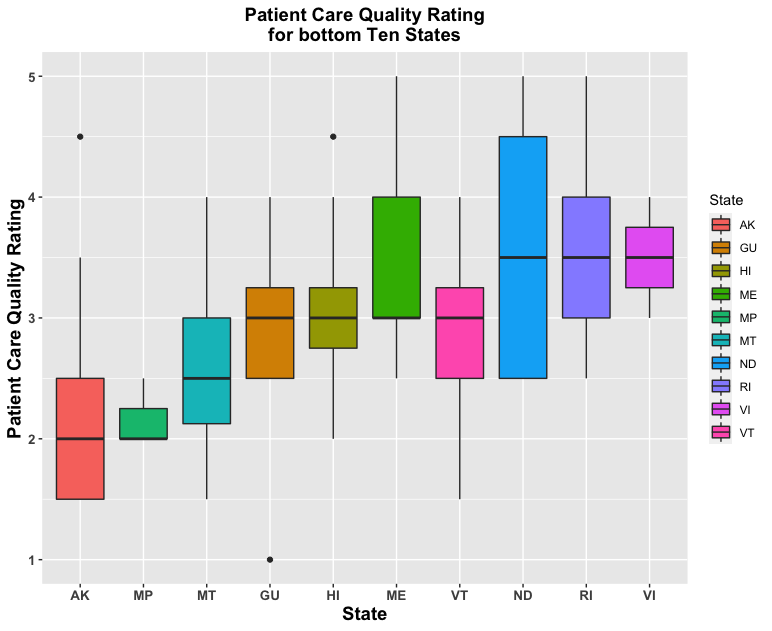 Patient Care Quality Rating
for bottom Ten States
Patient Care Quality Rating
5
4
3
2
1
AK MP MT GU HI ME VT ND RI VI
State
State
AK
GU
HI
ME
MP
MT
ND
RI
VI
VT